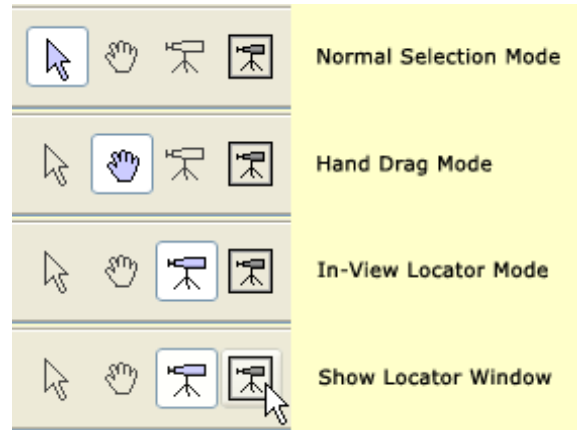 Normal Selection Mode
Hand Drag Mode
In-View Locator Mode
Show Locator Window